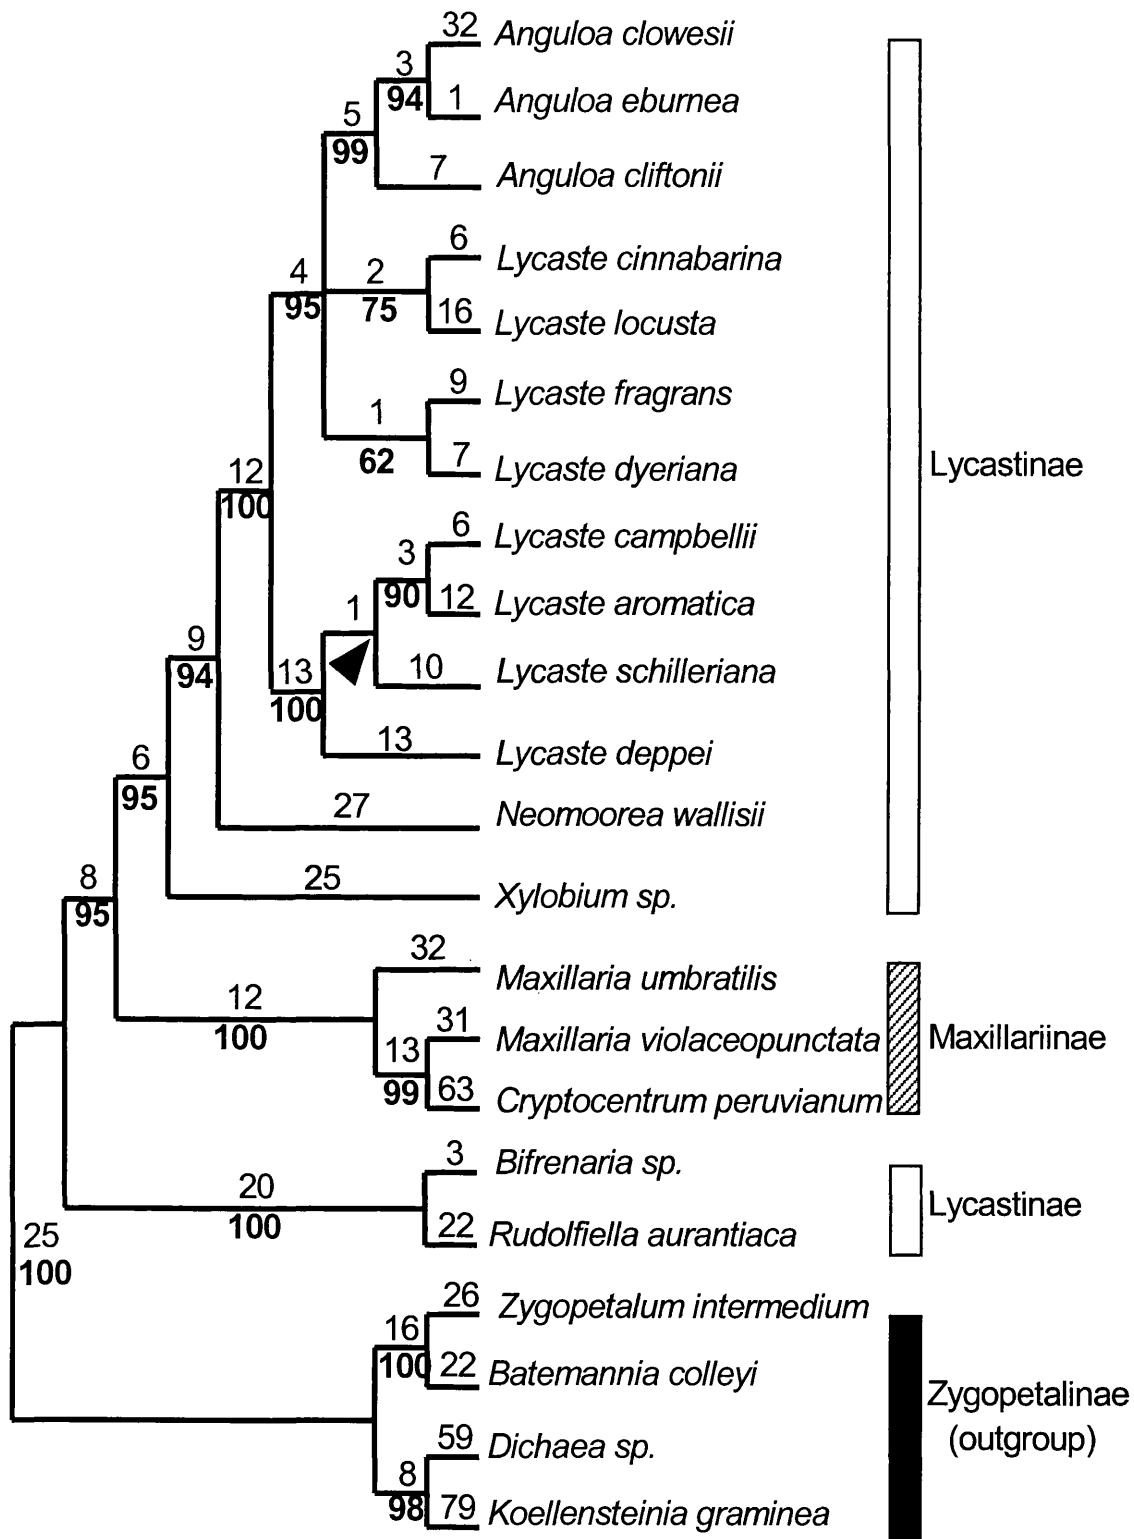 32 Anguloa clowesii
3
94 1 Anguloa eburnea
5
99
7 Anguloa cliftonii
6 Lycaste cinnabarina
4 2
95 75
16 Lycaste locusta
9 Lycaste fragrans
1
62
7 Lycaste dyeriana
Lycastinae
12
100
6 Lycaste campbellii
3
90 12 Lycaste aromatica
1
9
94
13 10 Lycaste schilleriana
100
13 Lycaste deppei
6
95
27 Neomoorea wallisii
8
95
25 Xylobium sp.
32 Maxillaria umbratilis
12
100
31 Maxillaria violaceopunctata
Maxillariinae
13
99 63 Cryptocentrum peruvianum
3 Bifrenaria sp.
20
100
Lycastinae
22 Rudolfiella aurantiaca
25
100
26 Zygopetalum intermedium
16
100 22 Batemannia colleyi
Zygopetalinae
(outgroup)
59 Dichaea sp.
8
98 79 Koellensteinia graminea